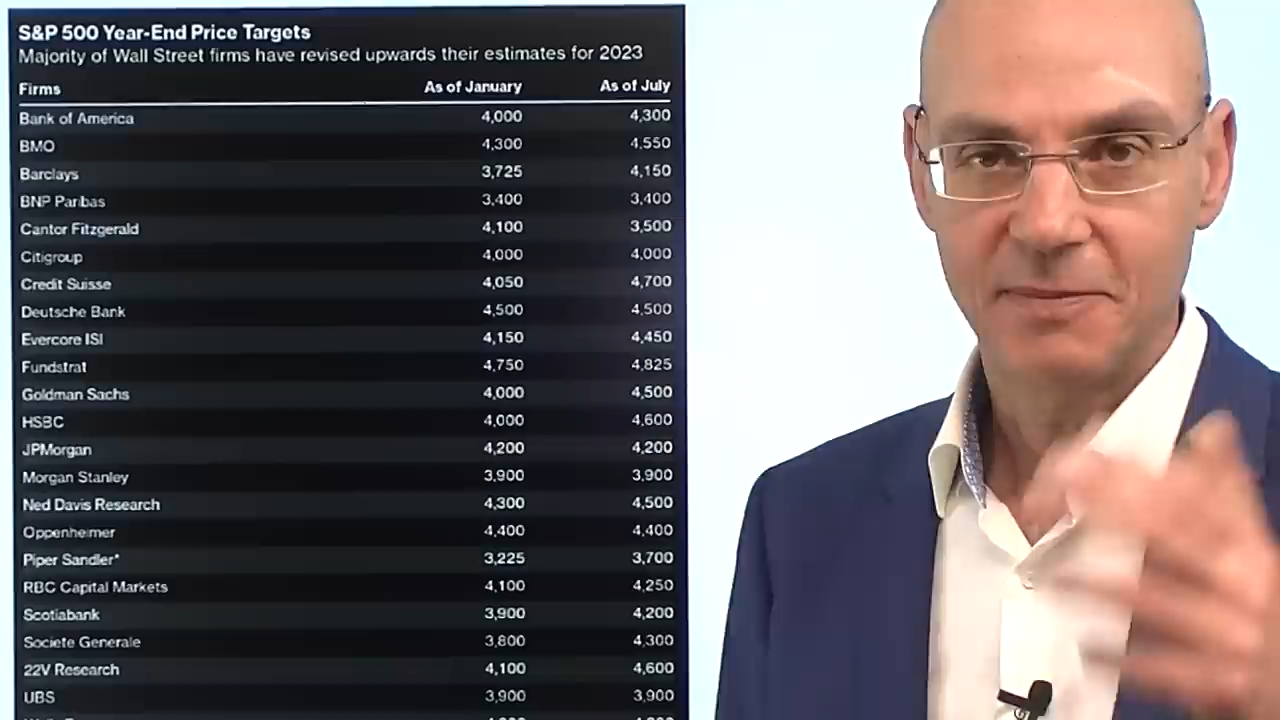 S&P 500 Year-End Price Targets
Majority of Wall Street firms have revised upwards their estimates for 2023
Firms As of January As of July
Bank of America 4,000 4,300
BMO 4,300 4,550
Barclays 3,725 4,150
BNP Paribas 3,400 3,400
Cantor Fitzgerald 4,100 3,500
Citigroup 4,000 4,000
Credit Suisse 4,050 4,700
Deutsche Bank 4,500 4,500
Evercore ISI 4,150 4,450
Fundstrat 4,750 4,825
Goldman Sachs 4,000 4,500
HSBC 4,000 4,600
JPMorgan 4,200 4,200
Morgan Stanley 3,900 3,900
Ned Davis Research 4,300 4,500
Oppenheimer 4,400 4,400
Piper Sandler* 3,225 3,700
RBC Capital Markets 4,100 4,250
Scotiabank 3,900 4,200
Societe Generale 3,800 4,300
22V Research 4,100 4,600
UBS 3,900 3,900